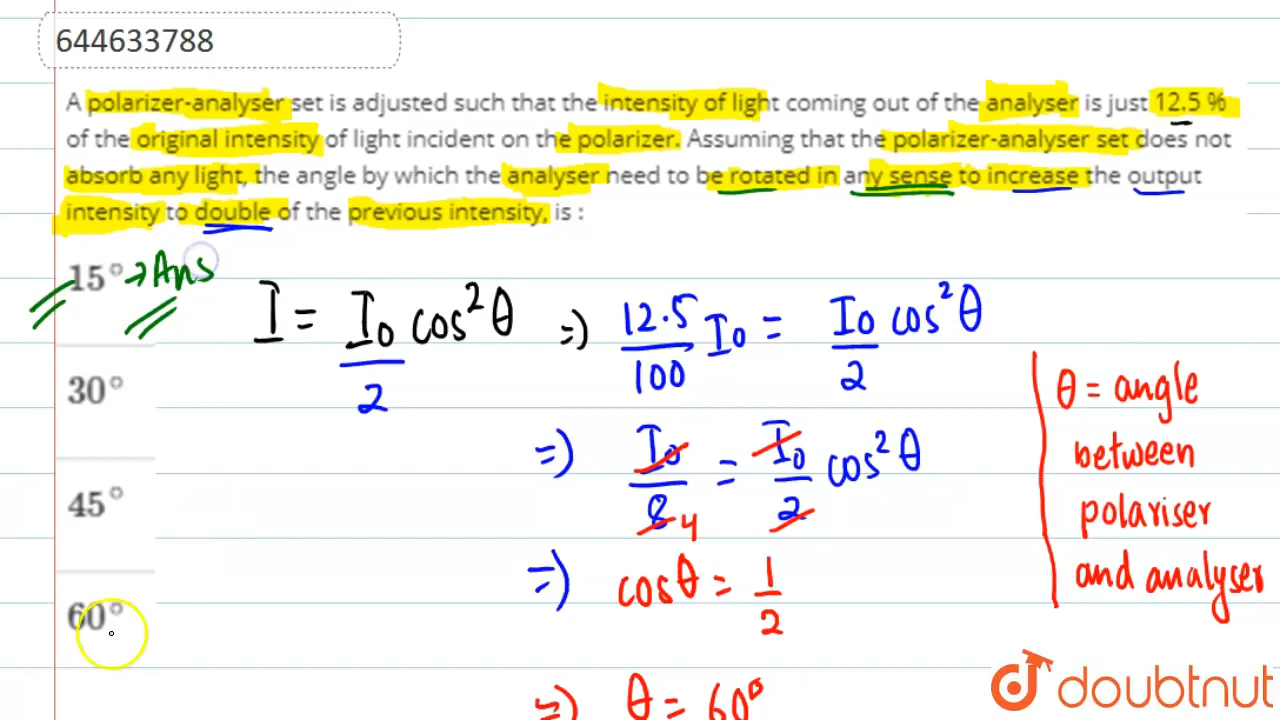 644633788
A polarizer-analyser set is adjusted such that the intensity of light coming out of the analyser is just 12.5 %
of the original intensity of light incident on the polarizer. Assuming that the polarizer-analyser set does not
absorb any light, the angle by which the analyser need to be rotated in any sense to increase the output
intensity to double of the previous intensity, is :
15° → Ans
I = I₀/2 cos²θ ⇒ 12.5/100 I₀ = I₀/2 cos²θ
30°
⇒ I₀/8 4 = I₀/2 cos²θ
45°
⇒ cosθ = 1/2
60°
⇒ θ = 60°
θ = angle
between
polariser
and analyser
doubtnut